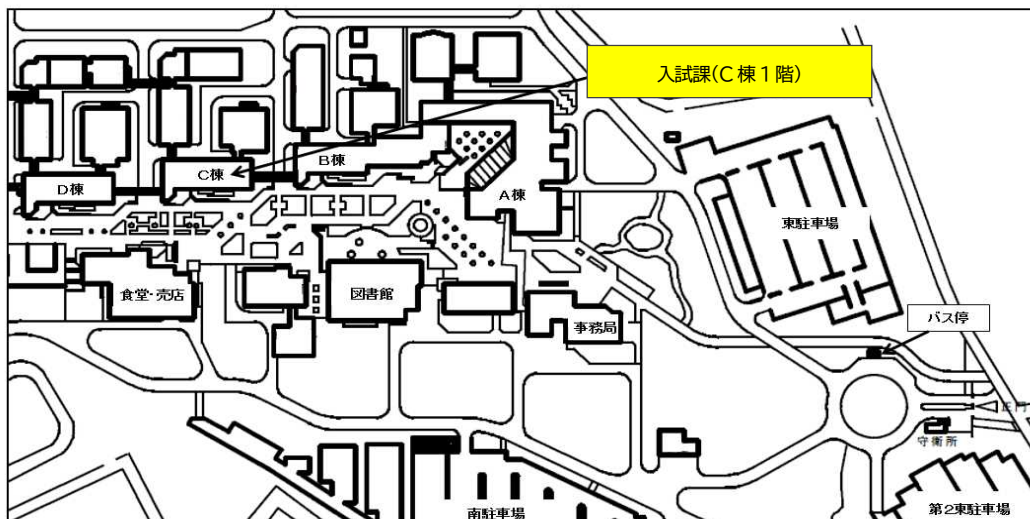 入試課(C 棟 1 階)
B棟
C棟
D棟
A棟
東駐車場
食堂・売店
図書館
事務局
バス停
正門
守衛所
南駐車場
第2東駐車場